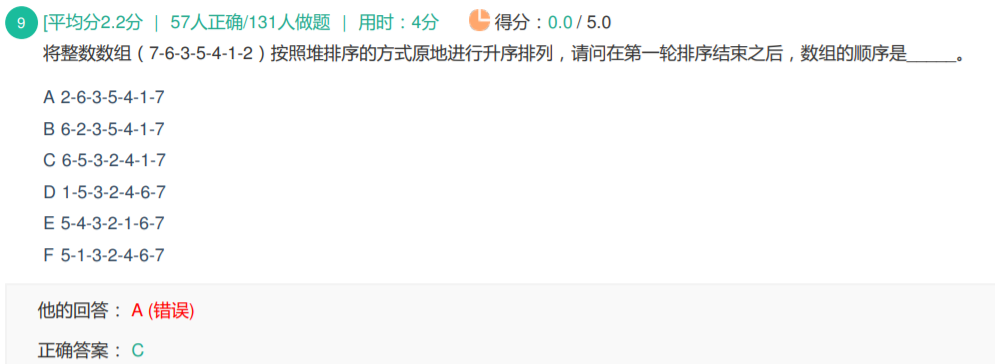 9 [平均分2.2分 | 57人正确/131人做题 | 用时：4分 得分：0.0 / 5.0
将整数数组（7-6-3-5-4-1-2）按照堆排序的方式原地进行升序排列，请问在第一轮排序结束之后，数组的顺序是_____。
A 2-6-3-5-4-1-7
B 6-2-3-5-4-1-7
C 6-5-3-2-4-1-7
D 1-5-3-2-4-6-7
E 5-4-3-2-1-6-7
F 5-1-3-2-4-6-7
他的回答： A (错误)
正确答案： C